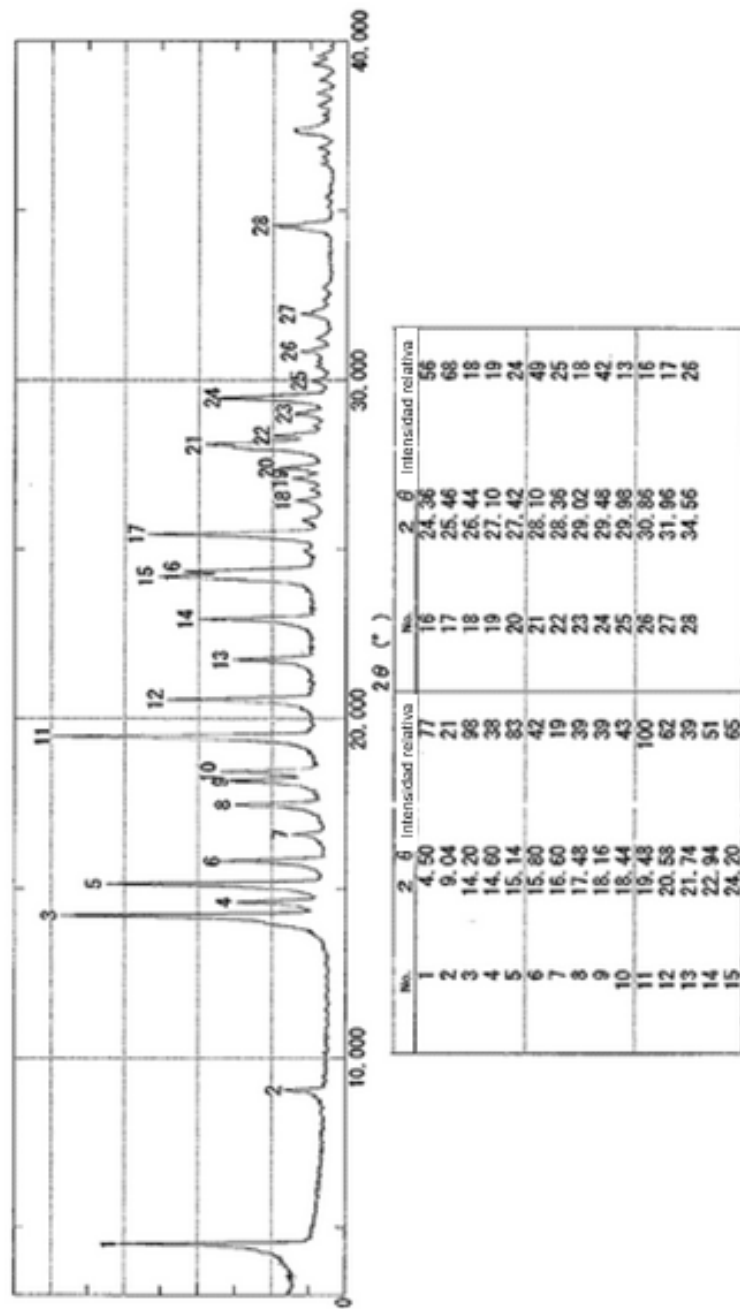 1 2 3 4 5 6 7 8 9 10 11 12 13 14 15 16 17 18 19 20 21 22 23 24 25 26 27 28
0 10,000 20,000 30,000 40,000
2θ (°)
No. 2 θ Intensidad relativa No. 2 θ Intensidad relativa
1 4.50 77 16 24.36 56
2 9.04 21 17 25.46 68
3 14.20 98 18 26.44 18
4 14.60 38 19 27.10 19
5 15.14 83 20 27.42 24
6 15.80 42 21 28.10 49
7 16.60 19 22 28.36 25
8 17.48 39 23 29.02 18
9 18.16 39 24 29.48 42
10 18.44 43 25 29.98 13
11 19.48 100 26 30.86 16
12 20.58 62 27 31.96 17
13 21.74 39 28 34.56 26
14 22.94 51
15 24.20 65